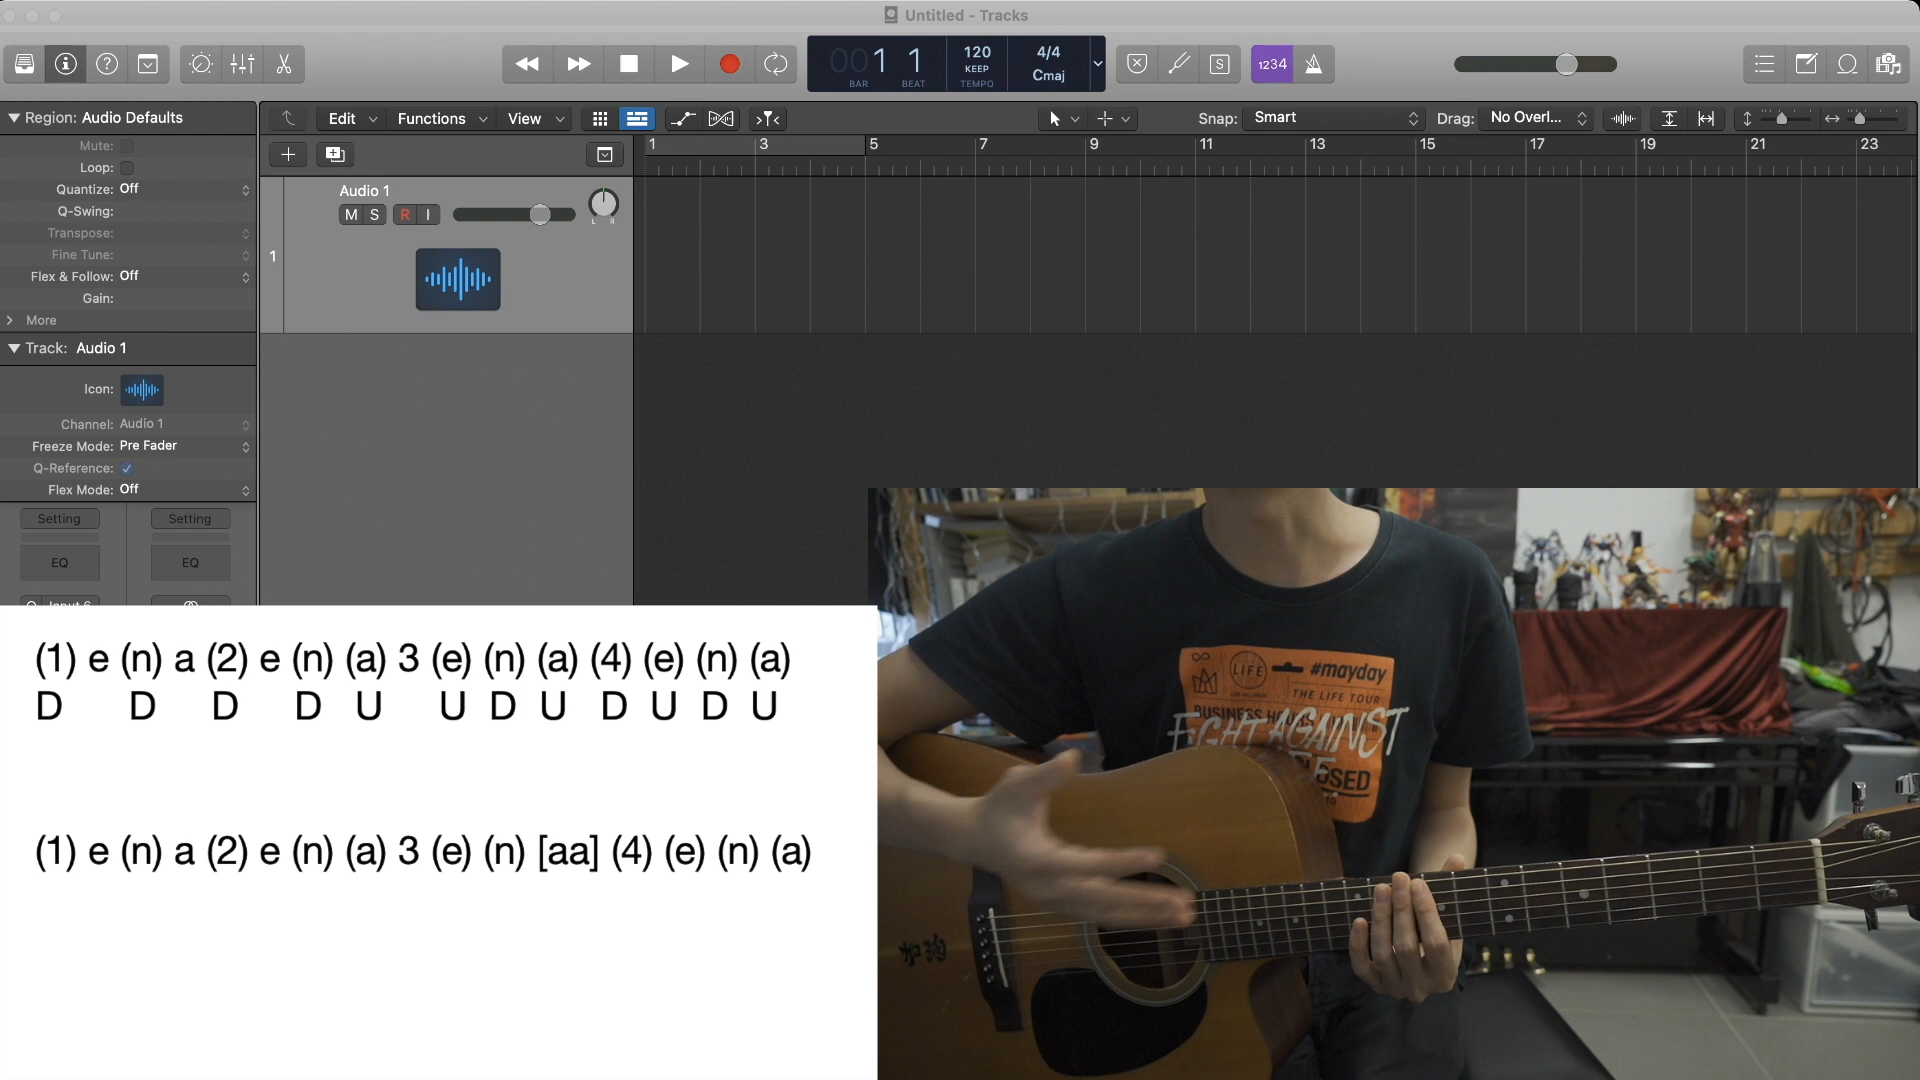 Untitled - Tracks
001 1
BAR BEAT
120
KEEP
TEMPO
4/4
Cmaj
S
1234
Region: Audio Defaults
Mute:
Loop:
Quantize: Off
Q-Swing:
Transpose:
Fine Tune:
Flex & Follow: Off
Gain:
More
Track: Audio 1
Icon:
Channel: Audio 1
Freeze Mode: Pre Fader
Q-Reference:
Flex Mode: Off
Setting Setting
EQ EQ
Edit Functions View
Snap: Smart
Drag: No Overl...
1 3 5 7 9 11 13 15 17 19 21 23
Audio 1
M S R I
L R
1
(1) e (n) a (2) e (n) (a) 3 (e) (n) (a) (4) (e) (n) (a)
D D D D U U D U D U D U
(1) e (n) a (2) e (n) (a) 3 (e) (n) [aa] (4) (e) (n) (a)
LIFE
#mayday
THE LIFE TOUR
BUSINESS HOURS
FIGHT AGAINST